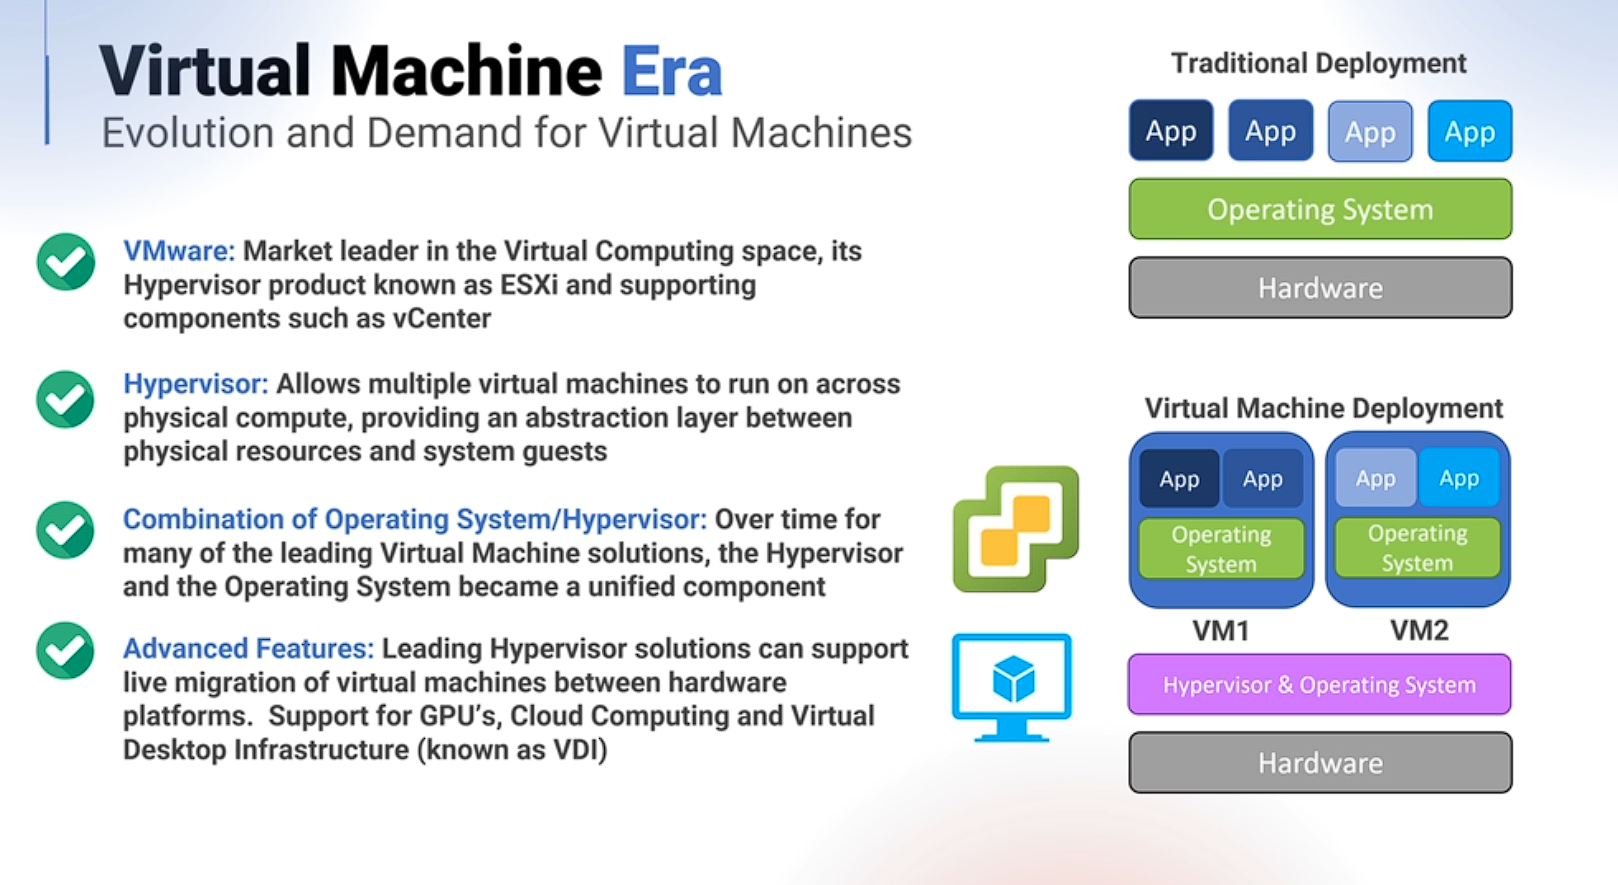 Virtual Machine Era
Evolution and Demand for Virtual Machines
VMware: Market leader in the Virtual Computing space, its
Hypervisor product known as ESXi and supporting
components such as vCenter
Hypervisor: Allows multiple virtual machines to run on across
physical compute, providing an abstraction layer between
physical resources and system guests
Combination of Operating System/Hypervisor: Over time for
many of the leading Virtual Machine solutions, the Hypervisor
and the Operating System became a unified component
Advanced Features: Leading Hypervisor solutions can support
live migration of virtual machines between hardware
platforms.  Support for GPU's, Cloud Computing and Virtual
Desktop Infrastructure (known as VDI)
Traditional Deployment
App App App App
Operating System
Hardware
Virtual Machine Deployment
App App App App
Operating Operating
System System
VM1 VM2
Hypervisor & Operating System
Hardware